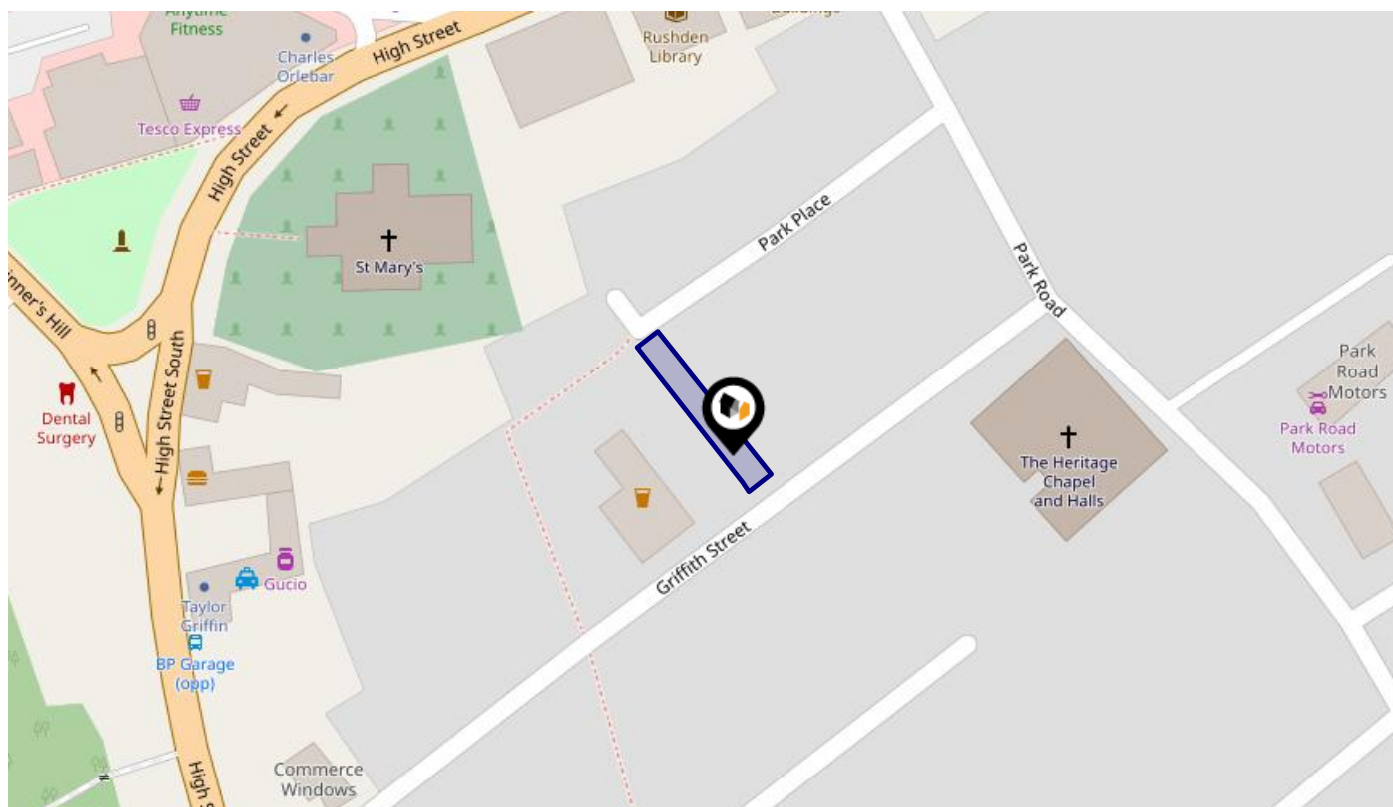 Anytime
Fitness
Charles
Orlebar
High Street
Rushden
Library
Buildings
Tesco Express
High Street
St Mary's
Park Place
Park Road
inner's Hill
High Street South
Dental
Surgery
Park
Road
Motors
Park Road
Motors
The Heritage
Chapel
and Halls
Griffith Street
Gucio
Taylor
Griffin
BP Garage
(opp)
Commerce
Windows
High S